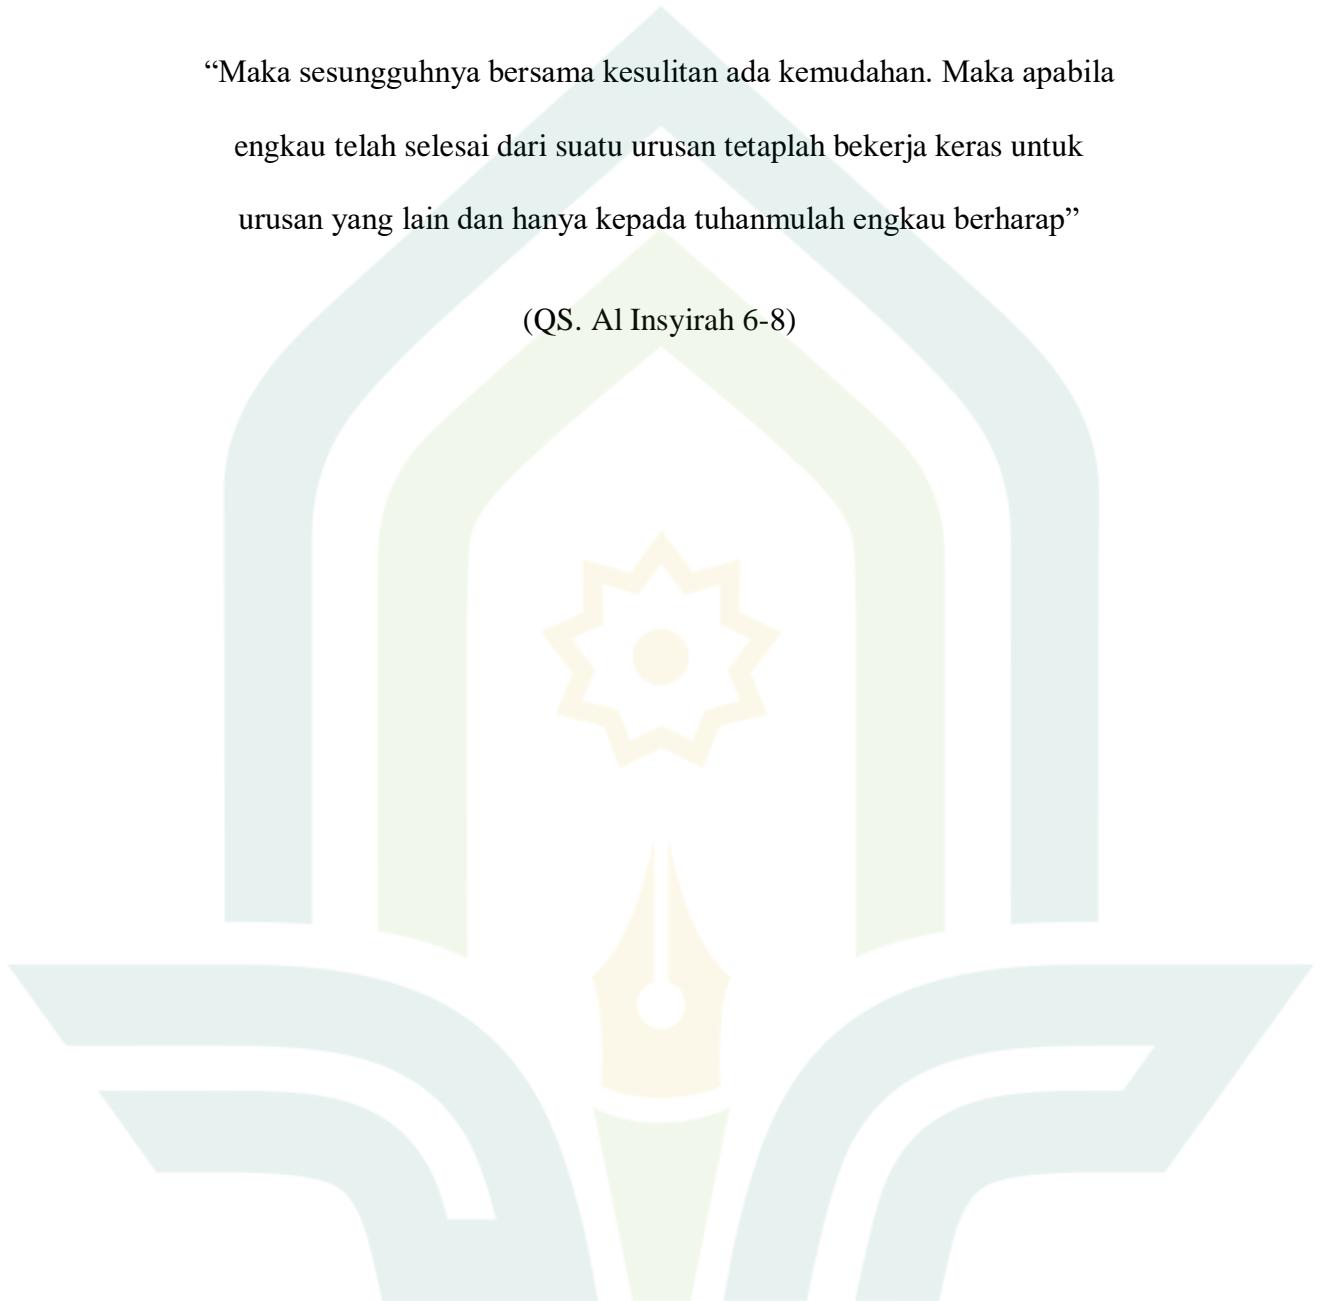 “Maka sesungguhnya bersama kesulitan ada kemudahan. Maka apabila
engkau telah selesai dari suatu urusan tetaplah bekerja keras untuk
urusan yang lain dan hanya kepada tuhanmulah engkau berharap”
(QS. Al Insyirah 6-8)